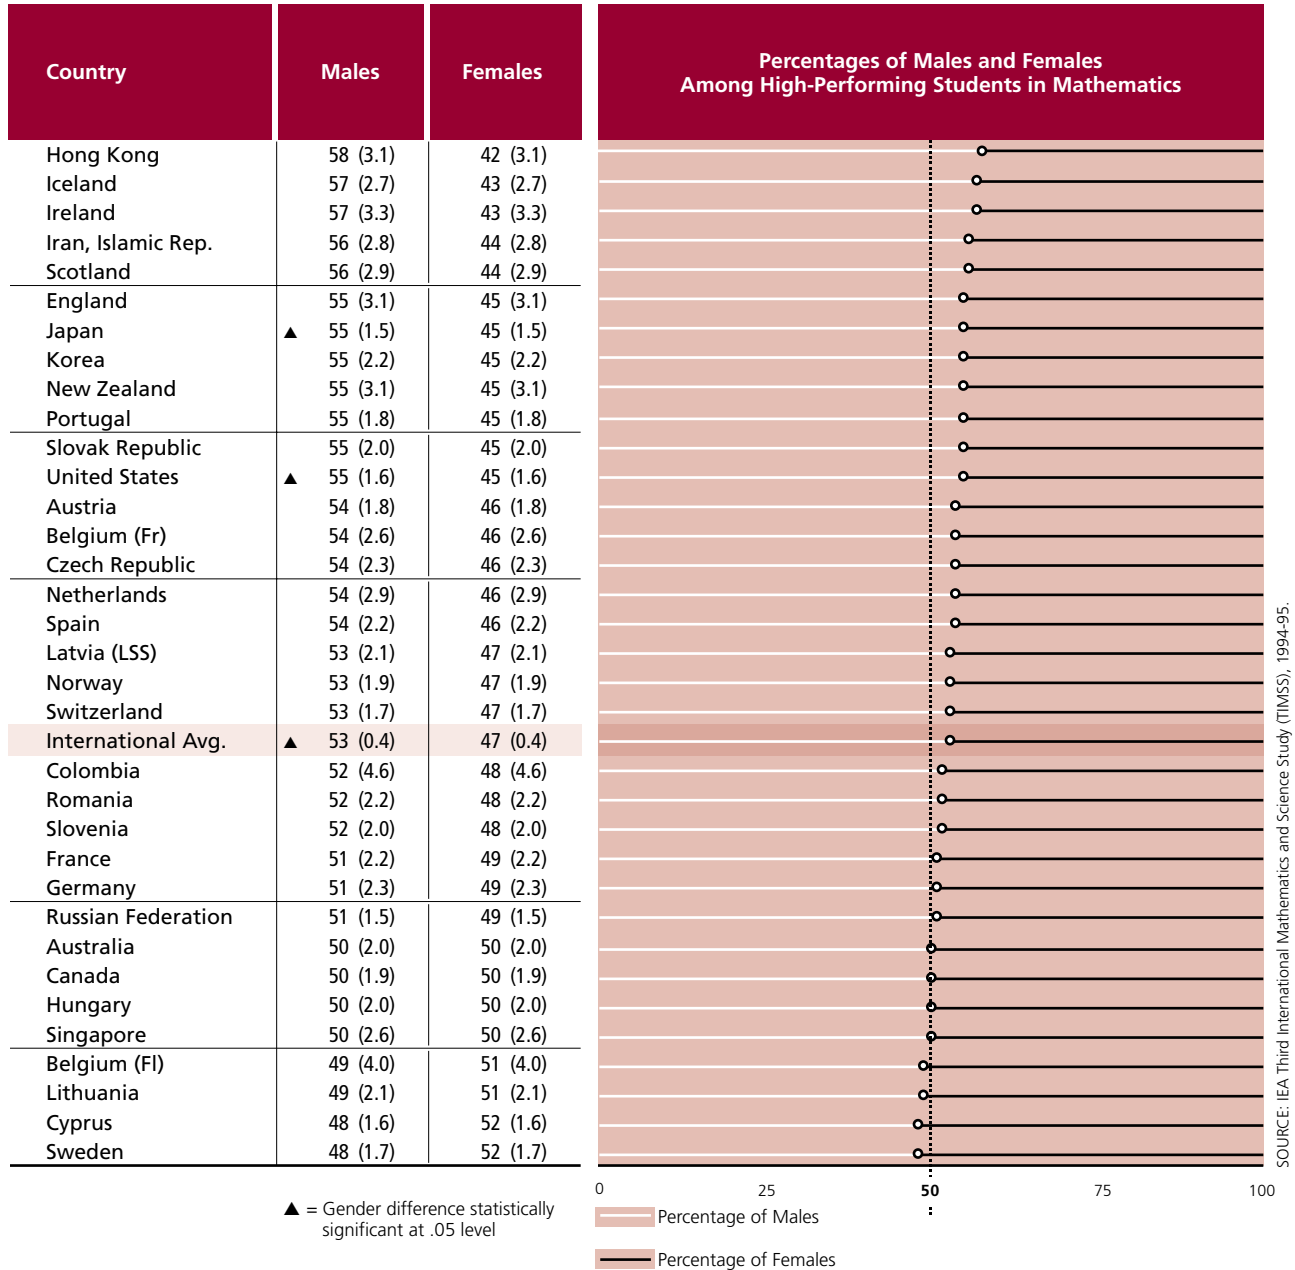 Country Males Females
Percentages of Males and Females
Among High-Performing Students in Mathematics
Hong Kong 58 (3.1) 42 (3.1)
Iceland 57 (2.7) 43 (2.7)
Ireland 57 (3.3) 43 (3.3)
Iran, Islamic Rep. 56 (2.8) 44 (2.8)
Scotland 56 (2.9) 44 (2.9)
England 55 (3.1) 45 (3.1)
Japan ▲ 55 (1.5) 45 (1.5)
Korea 55 (2.2) 45 (2.2)
New Zealand 55 (3.1) 45 (3.1)
Portugal 55 (1.8) 45 (1.8)
Slovak Republic 55 (2.0) 45 (2.0)
United States ▲ 55 (1.6) 45 (1.6)
Austria 54 (1.8) 46 (1.8)
Belgium (Fr) 54 (2.6) 46 (2.6)
Czech Republic 54 (2.3) 46 (2.3)
Netherlands 54 (2.9) 46 (2.9)
Spain 54 (2.2) 46 (2.2)
Latvia (LSS) 53 (2.1) 47 (2.1)
Norway 53 (1.9) 47 (1.9)
Switzerland 53 (1.7) 47 (1.7)
International Avg. ▲ 53 (0.4) 47 (0.4)
Colombia 52 (4.6) 48 (4.6)
Romania 52 (2.2) 48 (2.2)
Slovenia 52 (2.0) 48 (2.0)
France 51 (2.2) 49 (2.2)
Germany 51 (2.3) 49 (2.3)
Russian Federation 51 (1.5) 49 (1.5)
Australia 50 (2.0) 50 (2.0)
Canada 50 (1.9) 50 (1.9)
Hungary 50 (2.0) 50 (2.0)
Singapore 50 (2.6) 50 (2.6)
Belgium (Fl) 49 (4.0) 51 (4.0)
Lithuania 49 (2.1) 51 (2.1)
Cyprus 48 (1.6) 52 (1.6)
Sweden 48 (1.7) 52 (1.7)
0 25 50 75 100
▲ = Gender difference statistically
significant at .05 level
Percentage of Males
Percentage of Females
SOURCE: IEA Third International Mathematics and Science Study (TIMSS), 1994-95.